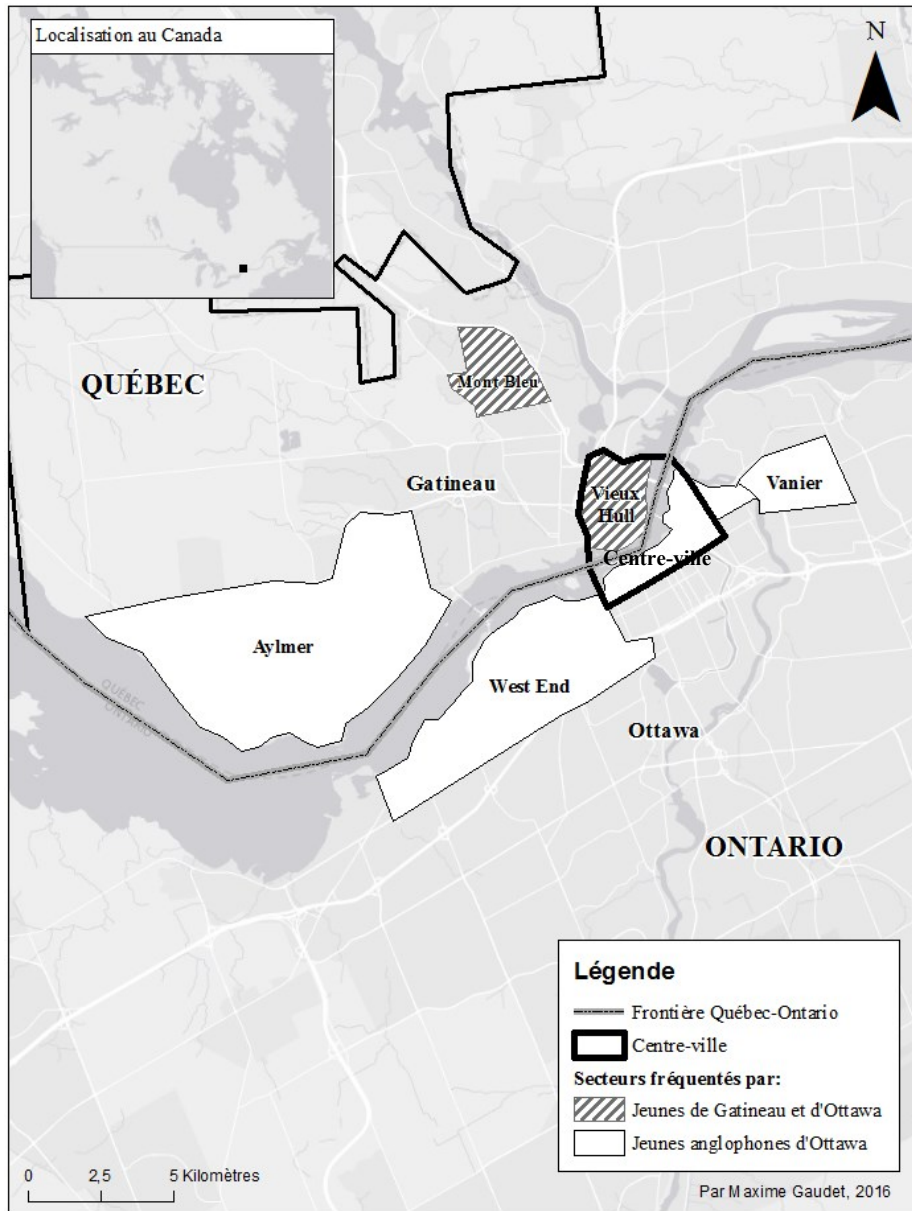 Localisation au Canada
N
QUÉBEC
Mont Bleu
Gatineau
Vieux
Hull
Vanier
Centre-ville
Aylmer
West End
QUÉBEC
ONTARIO
Ottawa
ONTARIO
Légende
Frontière Québec-Ontario
Centre-ville
Secteurs fréquentés par:
Jeunes de Gatineau et d'Ottawa
Jeunes anglophones d'Ottawa
0 2,5 5 Kilomètres
Par Maxime Gaudet, 2016